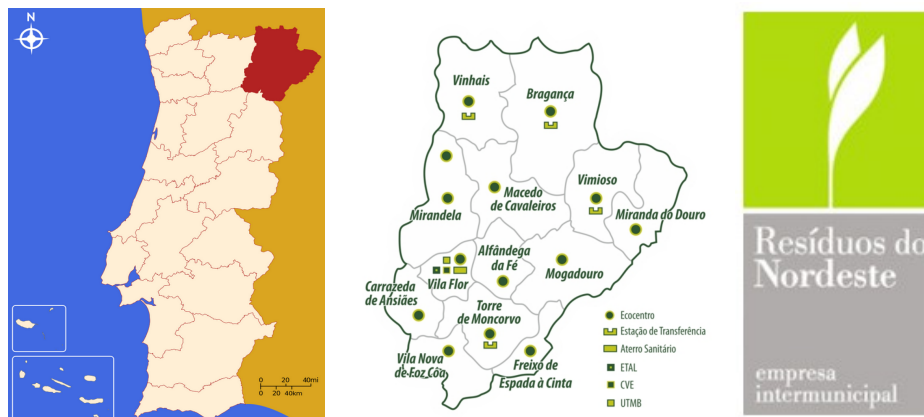 N
0 20 40mi
0 20 40km
Vinhais
Bragança
Macedo
de Cavaleiros
Mirandela
Vimioso
Miranda do Douro
Alfândega
da Fé
Mogadouro
Vila Flor
Carrazeda
de Ansiães
Torre
de Moncorvo
Vila Nova
de Foz Côa
Freixo de
Espada à Cinta
Ecocentro
Estação de Transferência
Aterro Sanitário
ETAL
CVE
UTMB
Resíduos do
Nordeste
empresa
intermunicipal